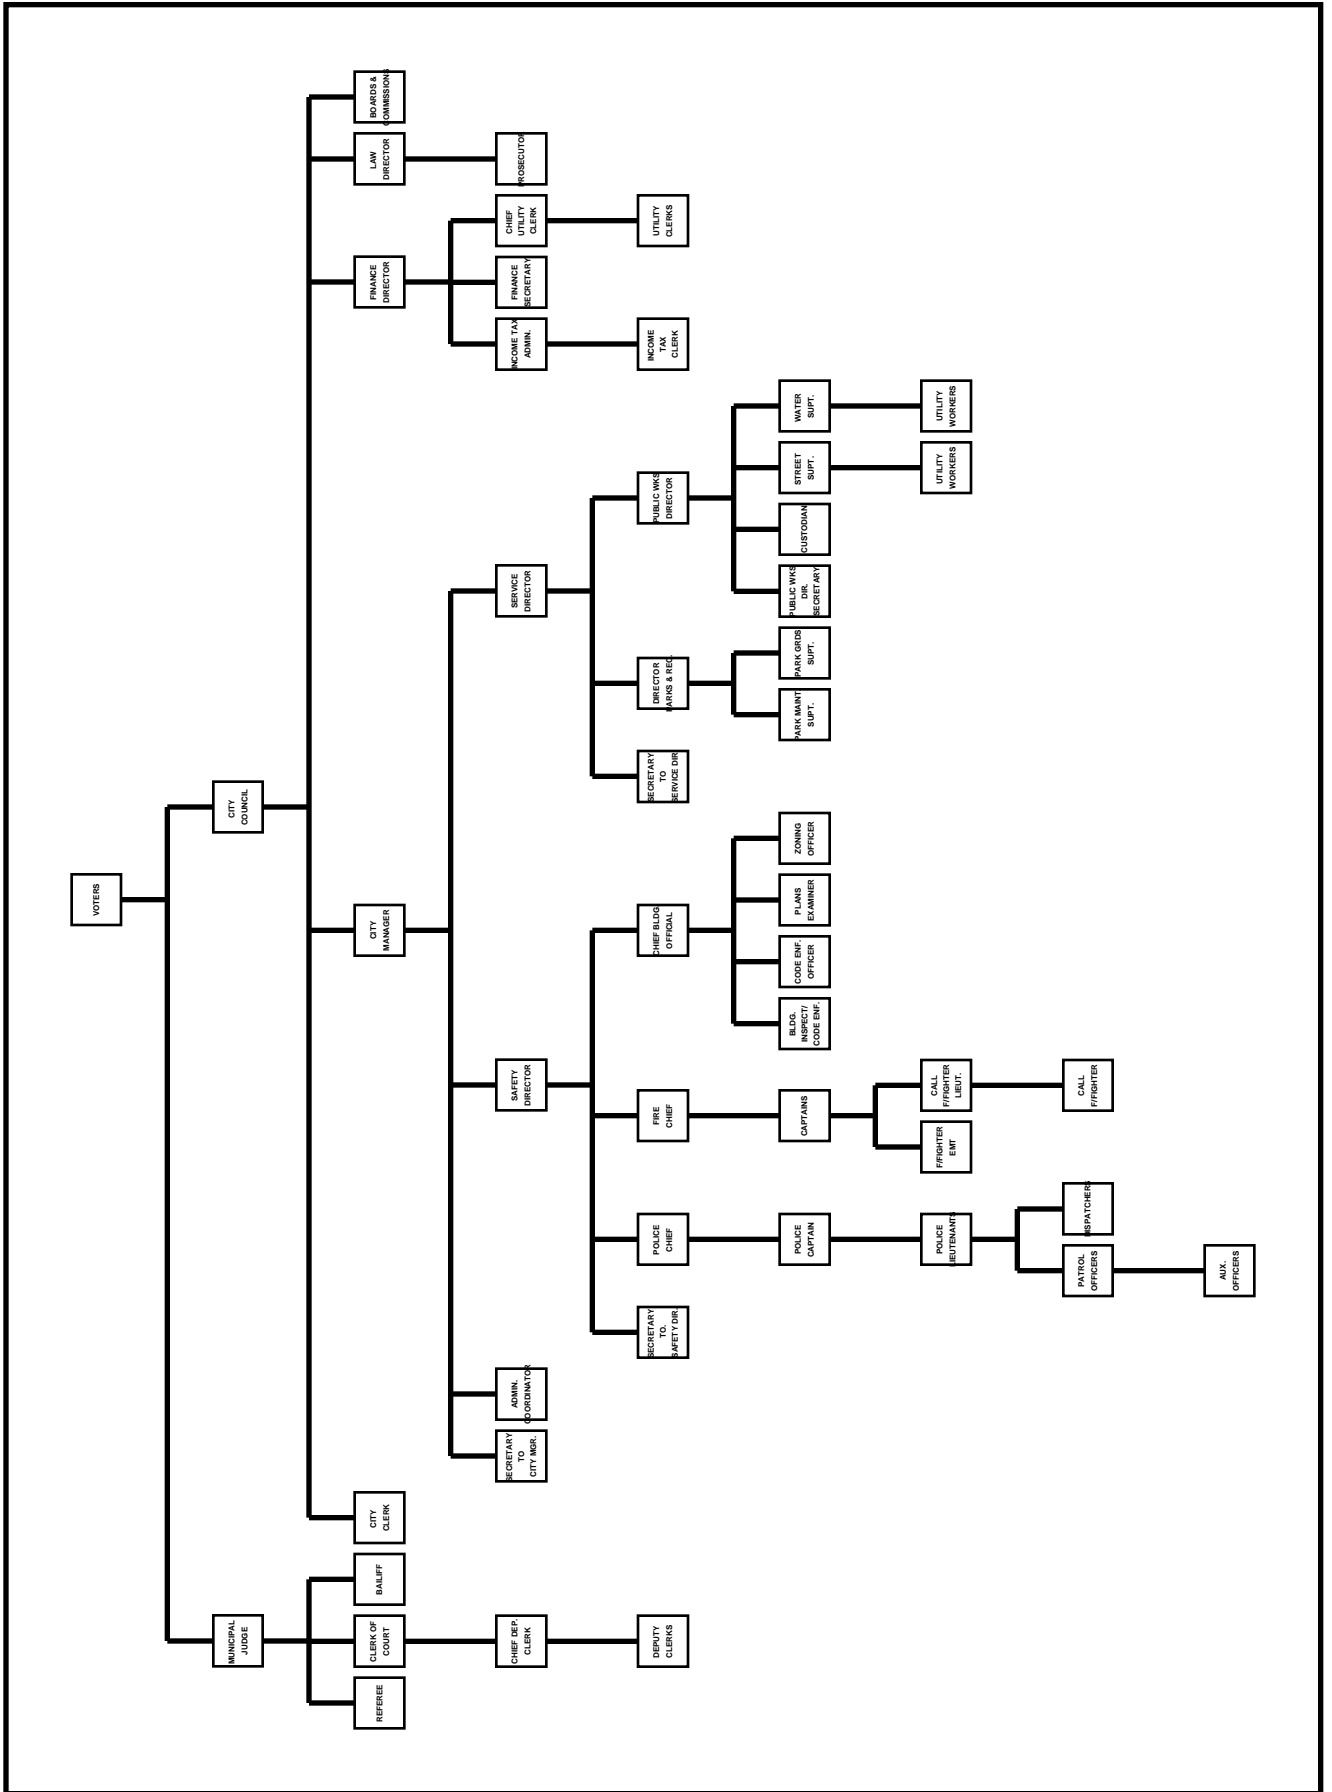 VOTERS
MUNICIPAL
JUDGE
CITY
COUNCIL
REFEREE
CLERK OF
COURT
BAILIFF
CITY
CLERK
CITY
MANAGER
FINANCE
DIRECTOR
LAW
DIRECTOR
BOARDS &
COMMISSIONS
CHIEF DEP.
CLERK
SECRETARY
TO
CITY MGR.
ADMIN.
COORDINATOR
SAFETY
DIRECTOR
SERVICE
DIRECTOR
INCOME TAX
ADMIN.
FINANCE
SECRETARY
CHIEF
UTILITY
CLERK
PROSECUTOR
DEPUTY
CLERKS
SECRETARY
TO.
SAFETY DIR.
POLICE
CHIEF
FIRE
CHIEF
CHIEF BLDG
OFFICIAL
SECRETARY
TO
SERVICE DIR
DIRECTOR
PARKS & REC.
PUBLIC WKS
DIRECTOR
INCOME
TAX
CLERK
UTILITY
CLERKS
POLICE
CAPTAIN
CAPTAINS
BLDG.
INSPECT/
CODE ENF.
CODE ENF.
OFFICER
PLANS
EXAMINER
ZONING
OFFICER
PARK MAINT
SUPT.
PARK GRDS
SUPT.
PUBLIC WKS
DIR.
SECRETARY
CUSTODIAN
STREET
SUPT.
WATER
SUPT.
POLICE
LIEUTENANTS
F/FIGHTER
EMT
CALL
F/FIGHTER
LIEUT.
UTILITY
WORKERS
UTILITY
WORKERS
PATROL
OFFICERS
DISPATCHERS
CALL
F/FIGHTER
AUX.
OFFICERS